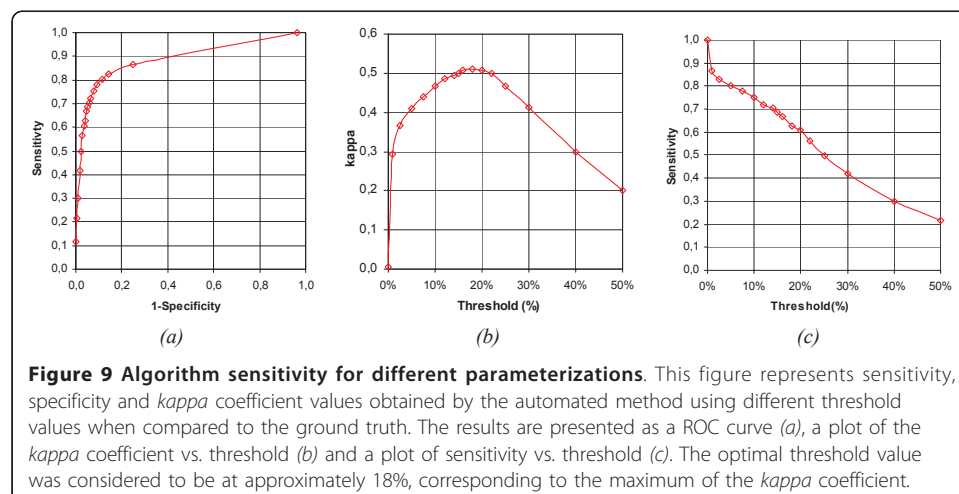 1,0
0,9
0,8
0,7
0,6
0,5
0,4
0,3
0,2
0,1
0,0
Sensitivty
0,0 0,2 0,4 0,6 0,8 1,0
1-Specificity
(a)
0,6
0,5
0,3
0,2
0,0
kappa
0% 10% 20% 30% 40% 50%
Threshold (%)
(b)
1,0
0,9
0,8
0,7
0,6
0,5
0,4
0,3
0,2
0,1
0,0
Sensitivity
0% 10% 20% 30% 40% 50%
Threshold(%)
(c)
Figure 9 Algorithm sensitivity for different parameterizations. This figure represents sensitivity,
specificity and kappa coefficient values obtained by the automated method using different threshold
values when compared to the ground truth. The results are presented as a ROC curve (a), a plot of the
kappa coefficient vs. threshold (b) and a plot of sensitivity vs. threshold (c). The optimal threshold value
was considered to be at approximately 18%, corresponding to the maximum of the kappa coefficient.